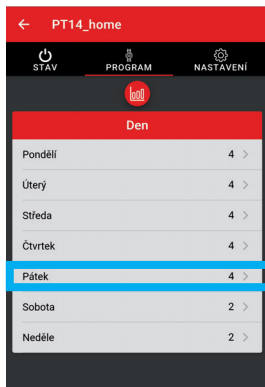 PT14_home
STAV PROGRAM NASTAVENÍ
Den
Pondělí 4
Úterý 4
Středa 4
Čtvrtek 4
Pátek 4
Sobota 2
Neděle 2